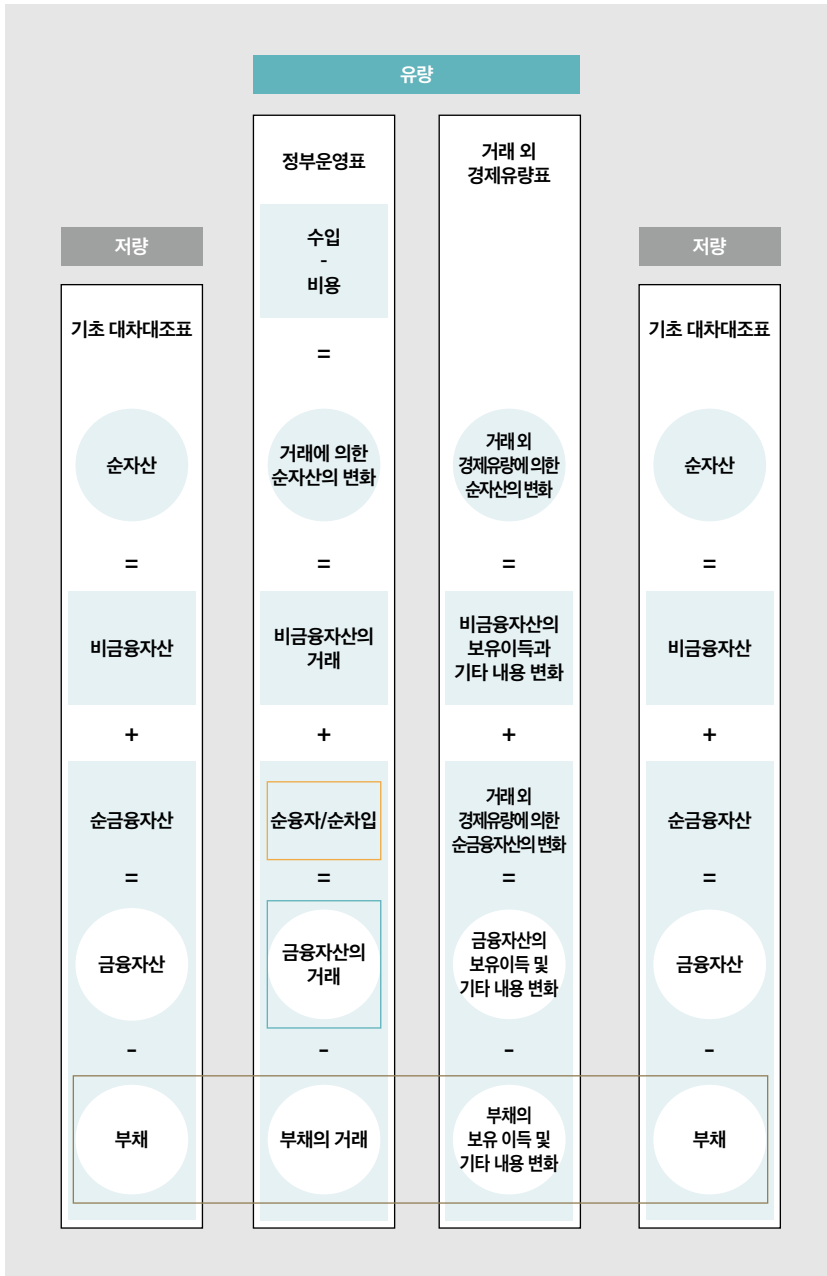 유량
저량
기초 대차대조표
순자산
=
비금융자산
+
순금융자산
=
금융자산
-
부채
정부운영표
수입
-
비용
=
거래에 의한
순자산의 변화
=
비금융자산의
거래
+
순융자/순차입
=
금융자산의
거래
-
부채의 거래
거래 외
경제유량표
거래 외
경제유량에 의한
순자산의 변화
=
비금융자산의
보유이득과
기타 내용 변화
+
거래 외
경제유량에 의한
순금융자산의 변화
=
금융자산의
보유이득 및
기타 내용 변화
-
부채의
보유 이득 및
기타 내용 변화
저량
기초 대차대조표
순자산
=
비금융자산
+
순금융자산
=
금융자산
-
부채